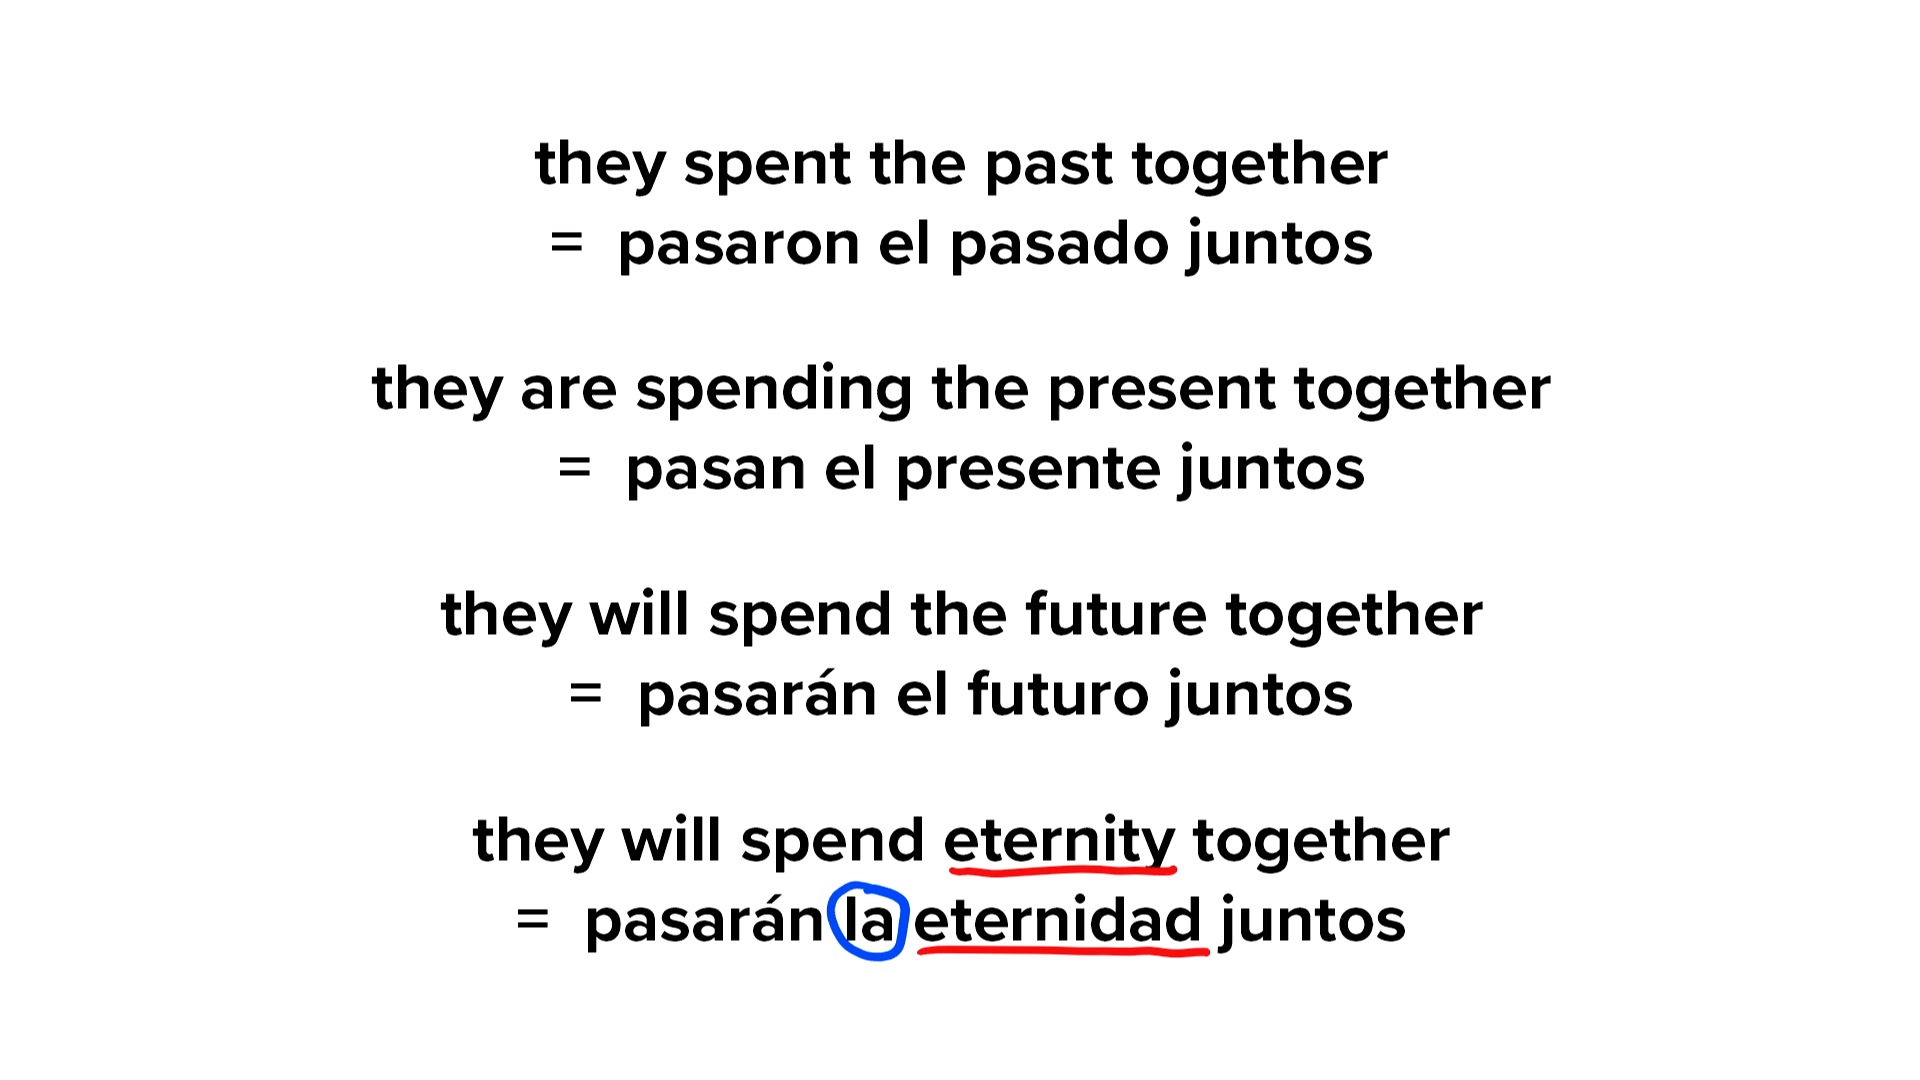 they spent the past together
= pasaron el pasado juntos
they are spending the present together
= pasan el presente juntos
they will spend the future together
= pasarán el futuro juntos
they will spend eternity together
= pasarán la eternidad juntos